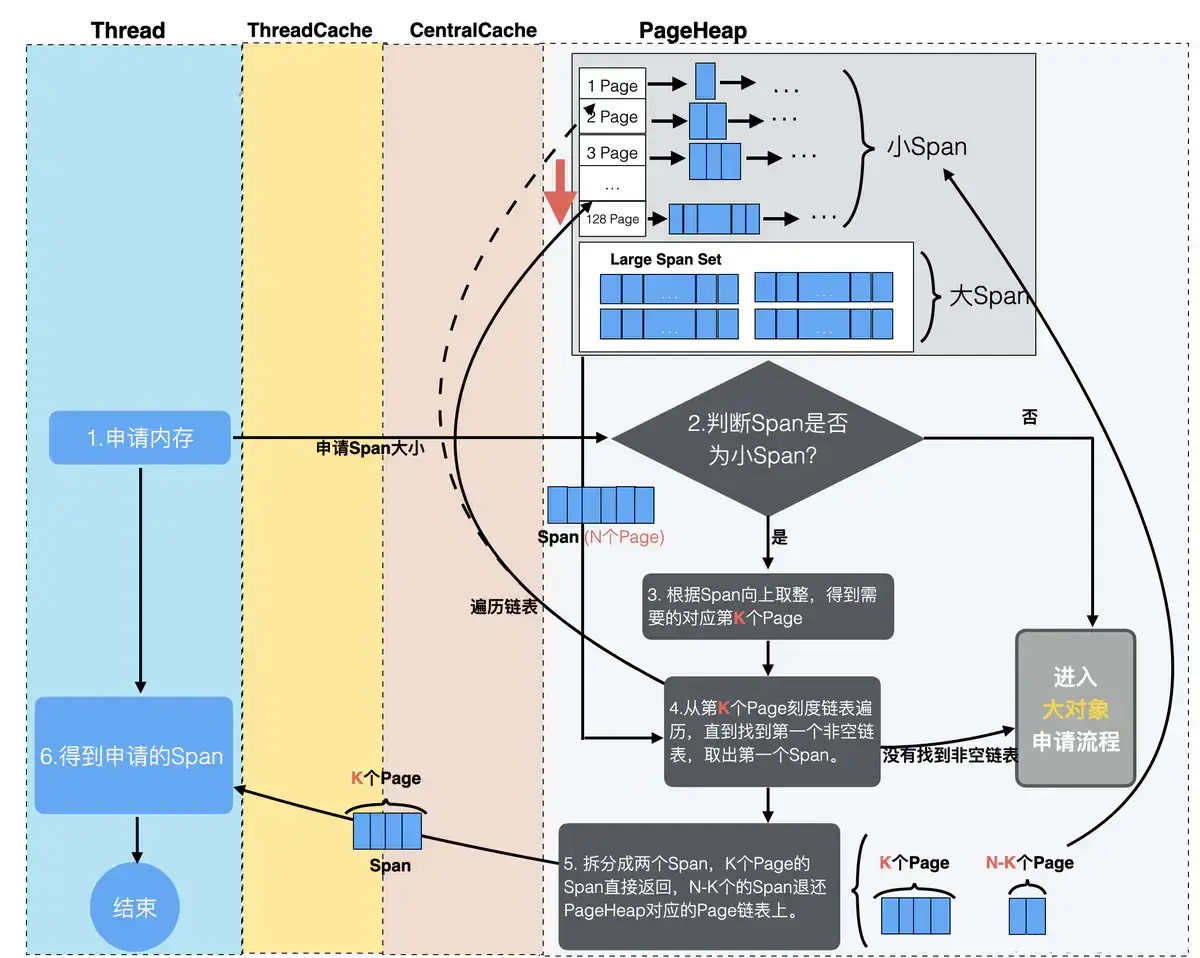 Thread
ThreadCache
CentralCache
PageHeap
1 Page
...
2 Page
...
3 Page
...
...
128 Page
...
小Span
Large Span Set
...
...
...
...
大Span
1.申请内存
申请Span大小
2.判断Span是否
为小Span?
否
是
Span (N个Page)
遍历链表
3. 根据Span向上取整，得到需
要的对应第K个Page
4.从第K个Page刻度链表遍
历，直到找到第一个非空链
表，取出第一个Span。
没有找到非空链表
进入
大对象
申请流程
6.得到申请的Span
K个Page
Span
5. 拆分成两个Span，K个Page的
Span直接返回，N-K个的Span退还
PageHeap对应的Page链表上。
K个Page
N-K个Page
结束